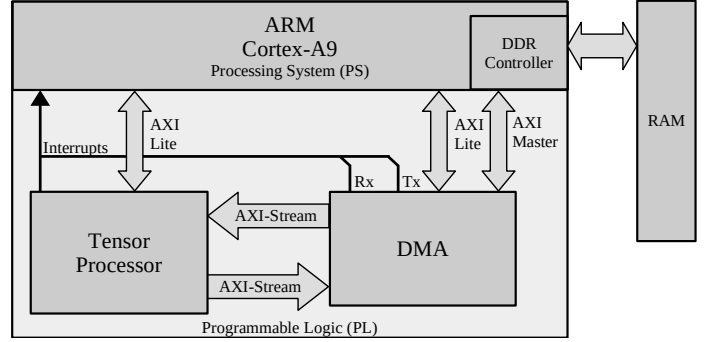 ARM
Cortex-A9
Processing System (PS)
DDR
Controller
RAM
Interrupts
AXI
Lite
AXI
Lite
AXI
Master
Rx
Tx
Tensor
Processor
AXI-Stream
AXI-Stream
DMA
Programmable Logic (PL)